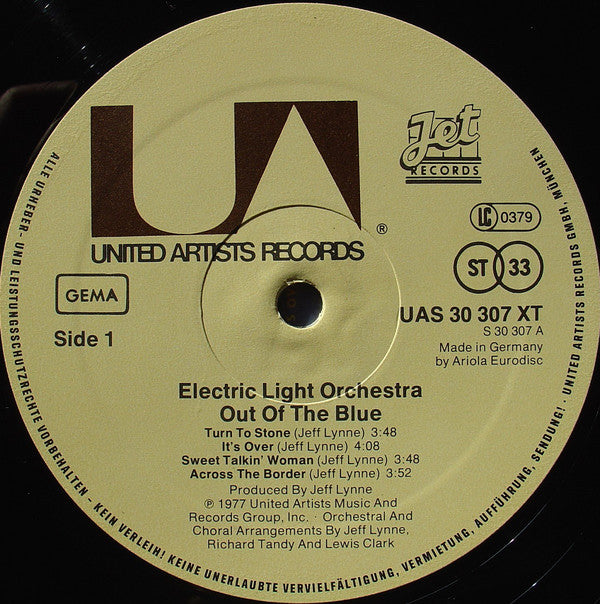 UA
®
UNITED ARTISTS RECORDS
Jet
RECORDS
LC 0379
GEMA
ST 33
Side 1
UAS 30 307 XT
S 30 307 A
Made in Germany
by Ariola Eurodisc
Electric Light Orchestra
Out Of The Blue
Turn To Stone (Jeff Lynne) 3:48
It's Over (Jeff Lynne) 4:08
Sweet Talkin' Woman (Jeff Lynne) 3:48
Across The Border (Jeff Lynne) 3:52
Produced By Jeff Lynne
℗ 1977 United Artists Music And
Records Group, Inc. · Orchestral And
Choral Arrangements By Jeff Lynne,
Richard Tandy And Lewis Clark
ALLE URHEBER- UND LEISTUNGSSCHUTZRECHTE VORBEHALTEN - KEIN VERLEIH! KEINE UNERLAUBTE VERVIELFÄLTIGUNG, VERMIETUNG, AUFFÜHRUNG, SENDUNG! · UNITED ARTISTS RECORDS GMBH, MÜNCHEN